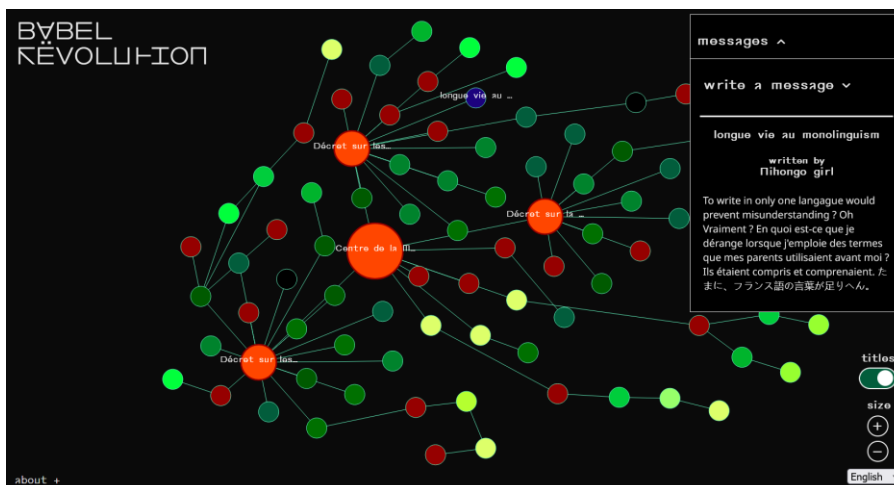 BABEL
RËVOLUTION
longue vie au ...
Décret sur les...
Décret sur la ...
Centre de la M...
Décret sur les...
messages
write a message
longue vie au monolinguism
written by
Nihongo girl
To write in only one langague would
prevent misunderstanding ? Oh
Vraiment ? En quoi est-ce que je
dérange lorsque j'emploie des termes
que mes parents utilisaient avant moi ?
Ils étaient compris et comprenaient. た
まに、フランス語の言葉が足りへん。
titles
size
English
about +